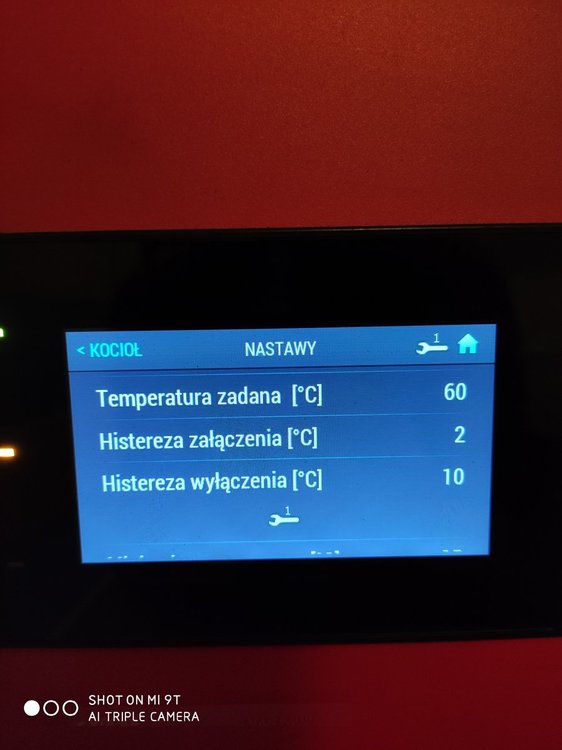 < KOCIOŁ NASTAWY 1
Temperatura zadana [°C] 60
Histereza załączenia [°C] 2
Histereza wyłączenia [°C] 10
1
SHOT ON MI 9T
AI TRIPLE CAMERA